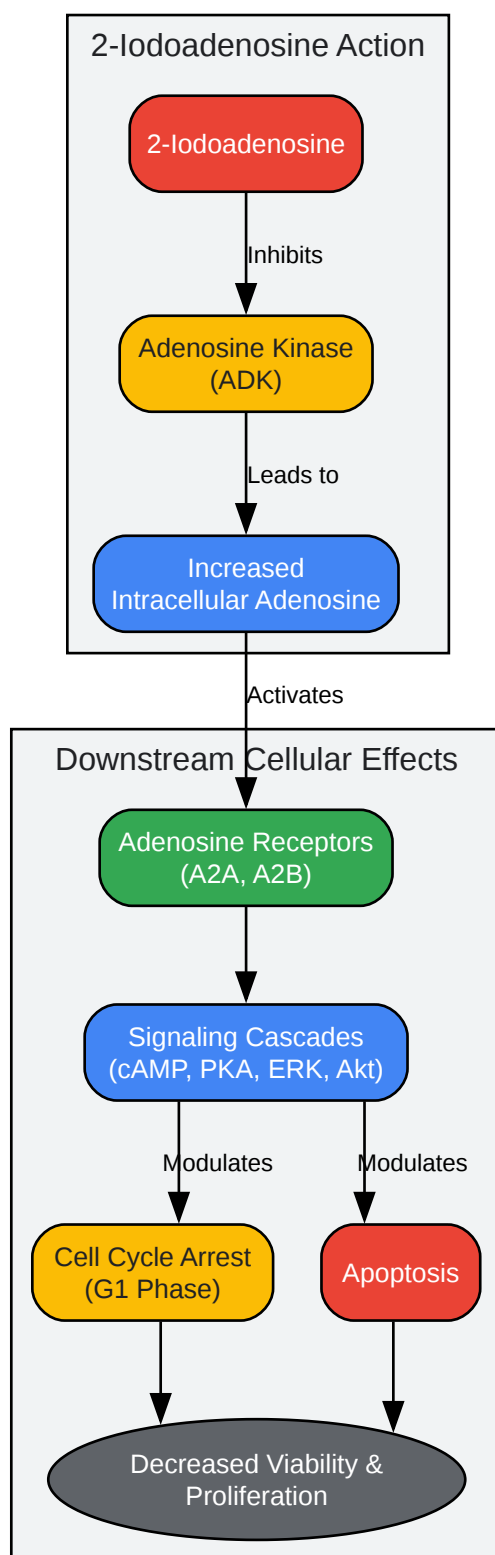 2-Iodoadenosine Action
2-Iodoadenosine
Inhibits
Adenosine Kinase
(ADK)
Leads to
Increased
Intracellular Adenosine
Activates
Downstream Cellular Effects
Adenosine Receptors
(A2A, A2B)
Signaling Cascades
(cAMP, PKA, ERK, Akt)
Modulates
Modulates
Cell Cycle Arrest
(G1 Phase)
Apoptosis
Decreased Viability &
Proliferation